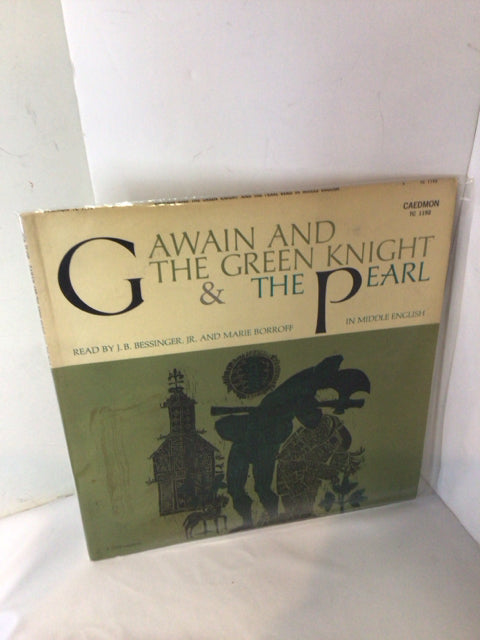 CAEDMON
TC 1192
GAWAIN AND
THE GREEN KNIGHT
& THE PEARL
IN MIDDLE ENGLISH
READ BY J.B. BESSINGER, JR. AND MARIE BORROFF